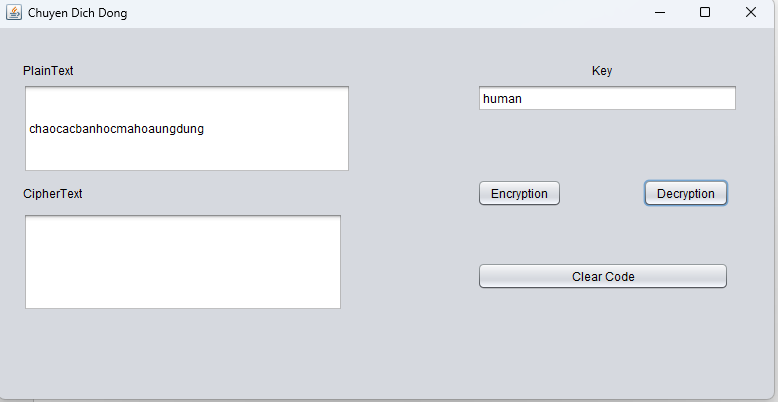 Chuyen Dich Dong
PlainText
Key
chaocacbanhocmahoaungdung
human
CipherText
Encryption
Decryption
Clear Code